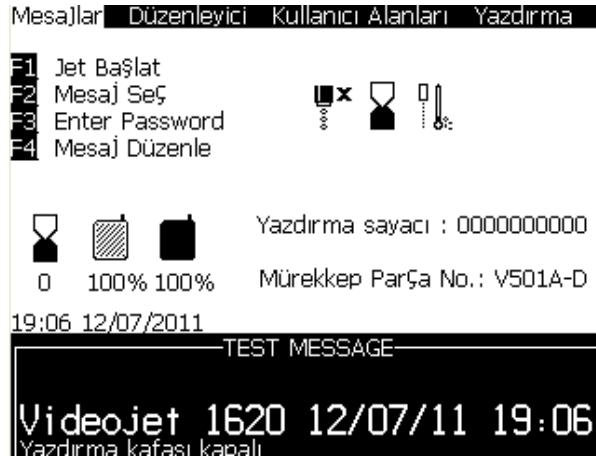 Mesajlar Düzenleyici Kullanıcı Alanları Yazdırma
F1 Jet Başlat
F2 Mesaj Seç
F3 Enter Password
F4 Mesaj Düzenle
Yazdırma sayacı : 0000000000
0 100% 100% Mürekkep Parça No.: V501A-D
19:06 12/07/2011
TEST MESSAGE
Videojet 1620 12/07/11 19:06
Yazdırma kafası kapalı